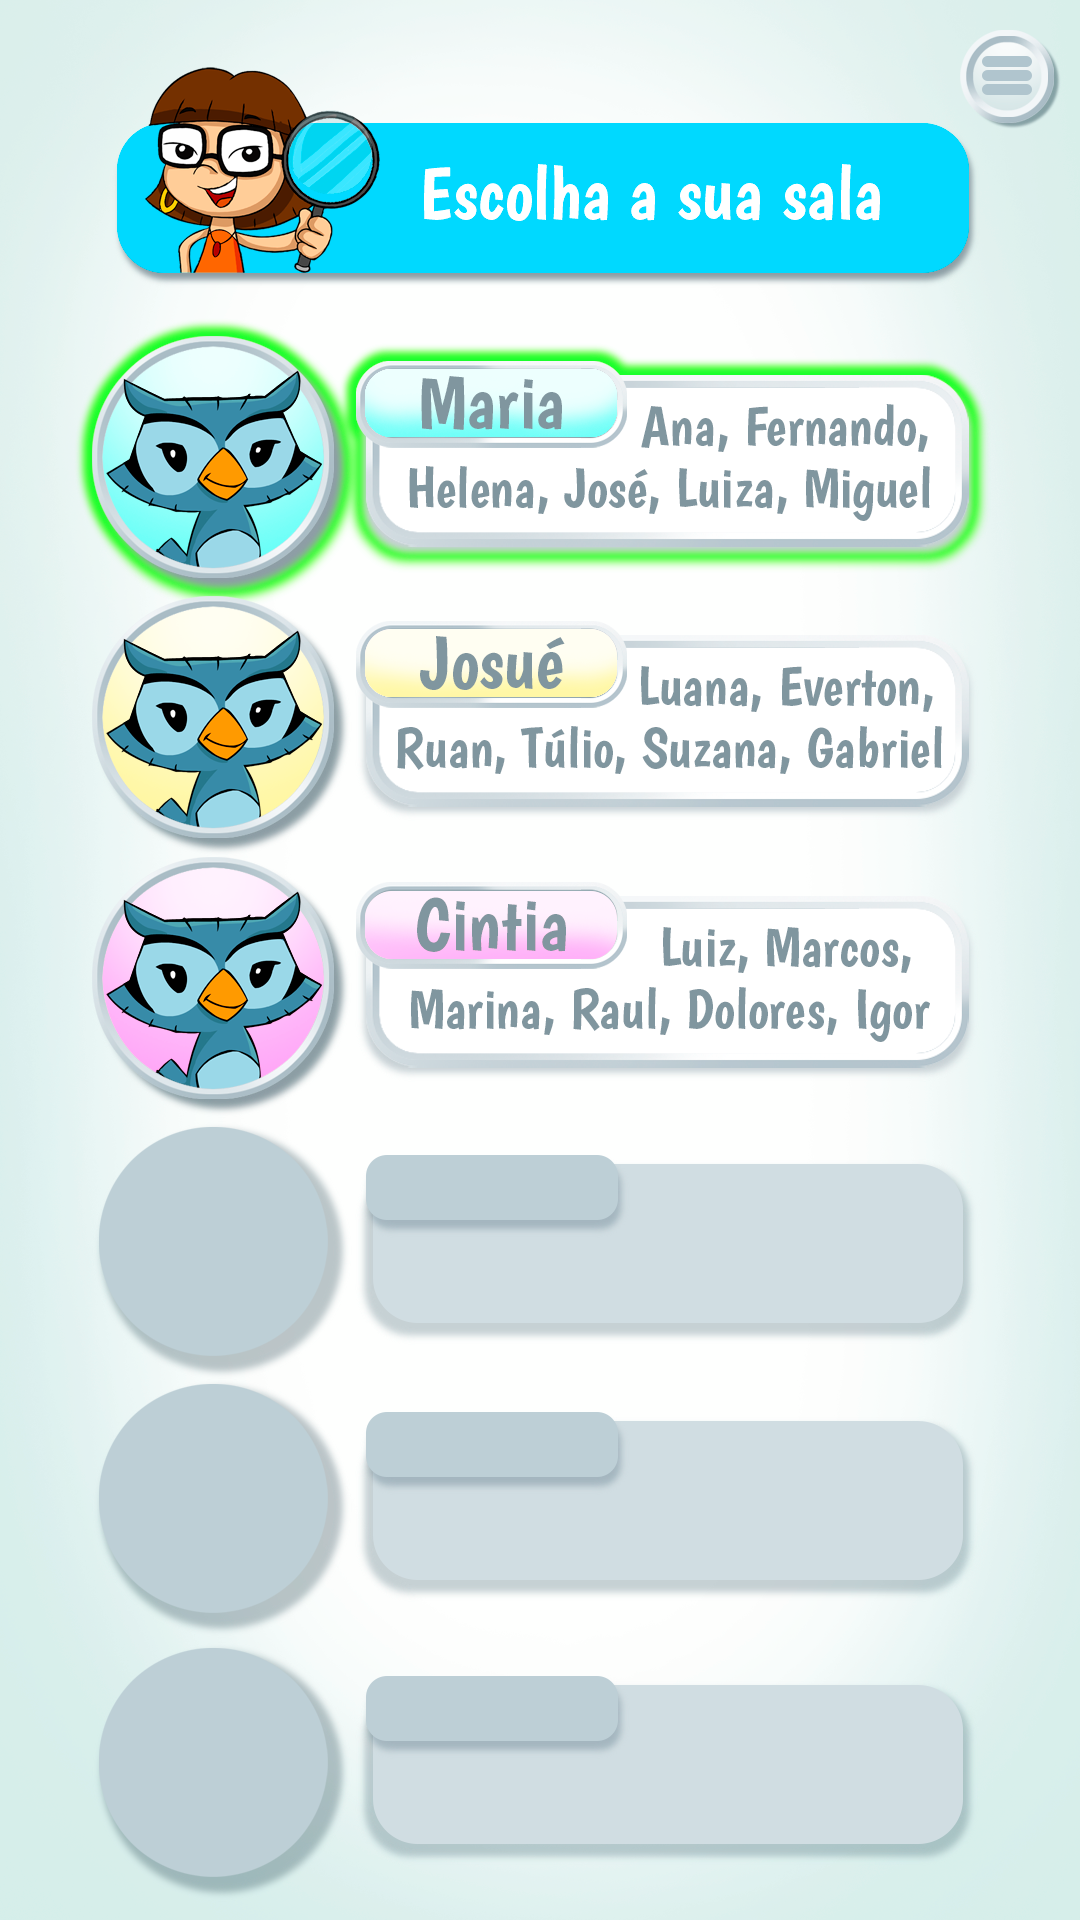 Escolha a sua sala
Maria
Ana, Fernando,
Helena, José, Luiza, Miguel
Josué
Luana, Everton,
Ruan, Túlio, Suzana, Gabriel
Cintia
Luiz, Marcos,
Marina, Raul, Dolores, Igor